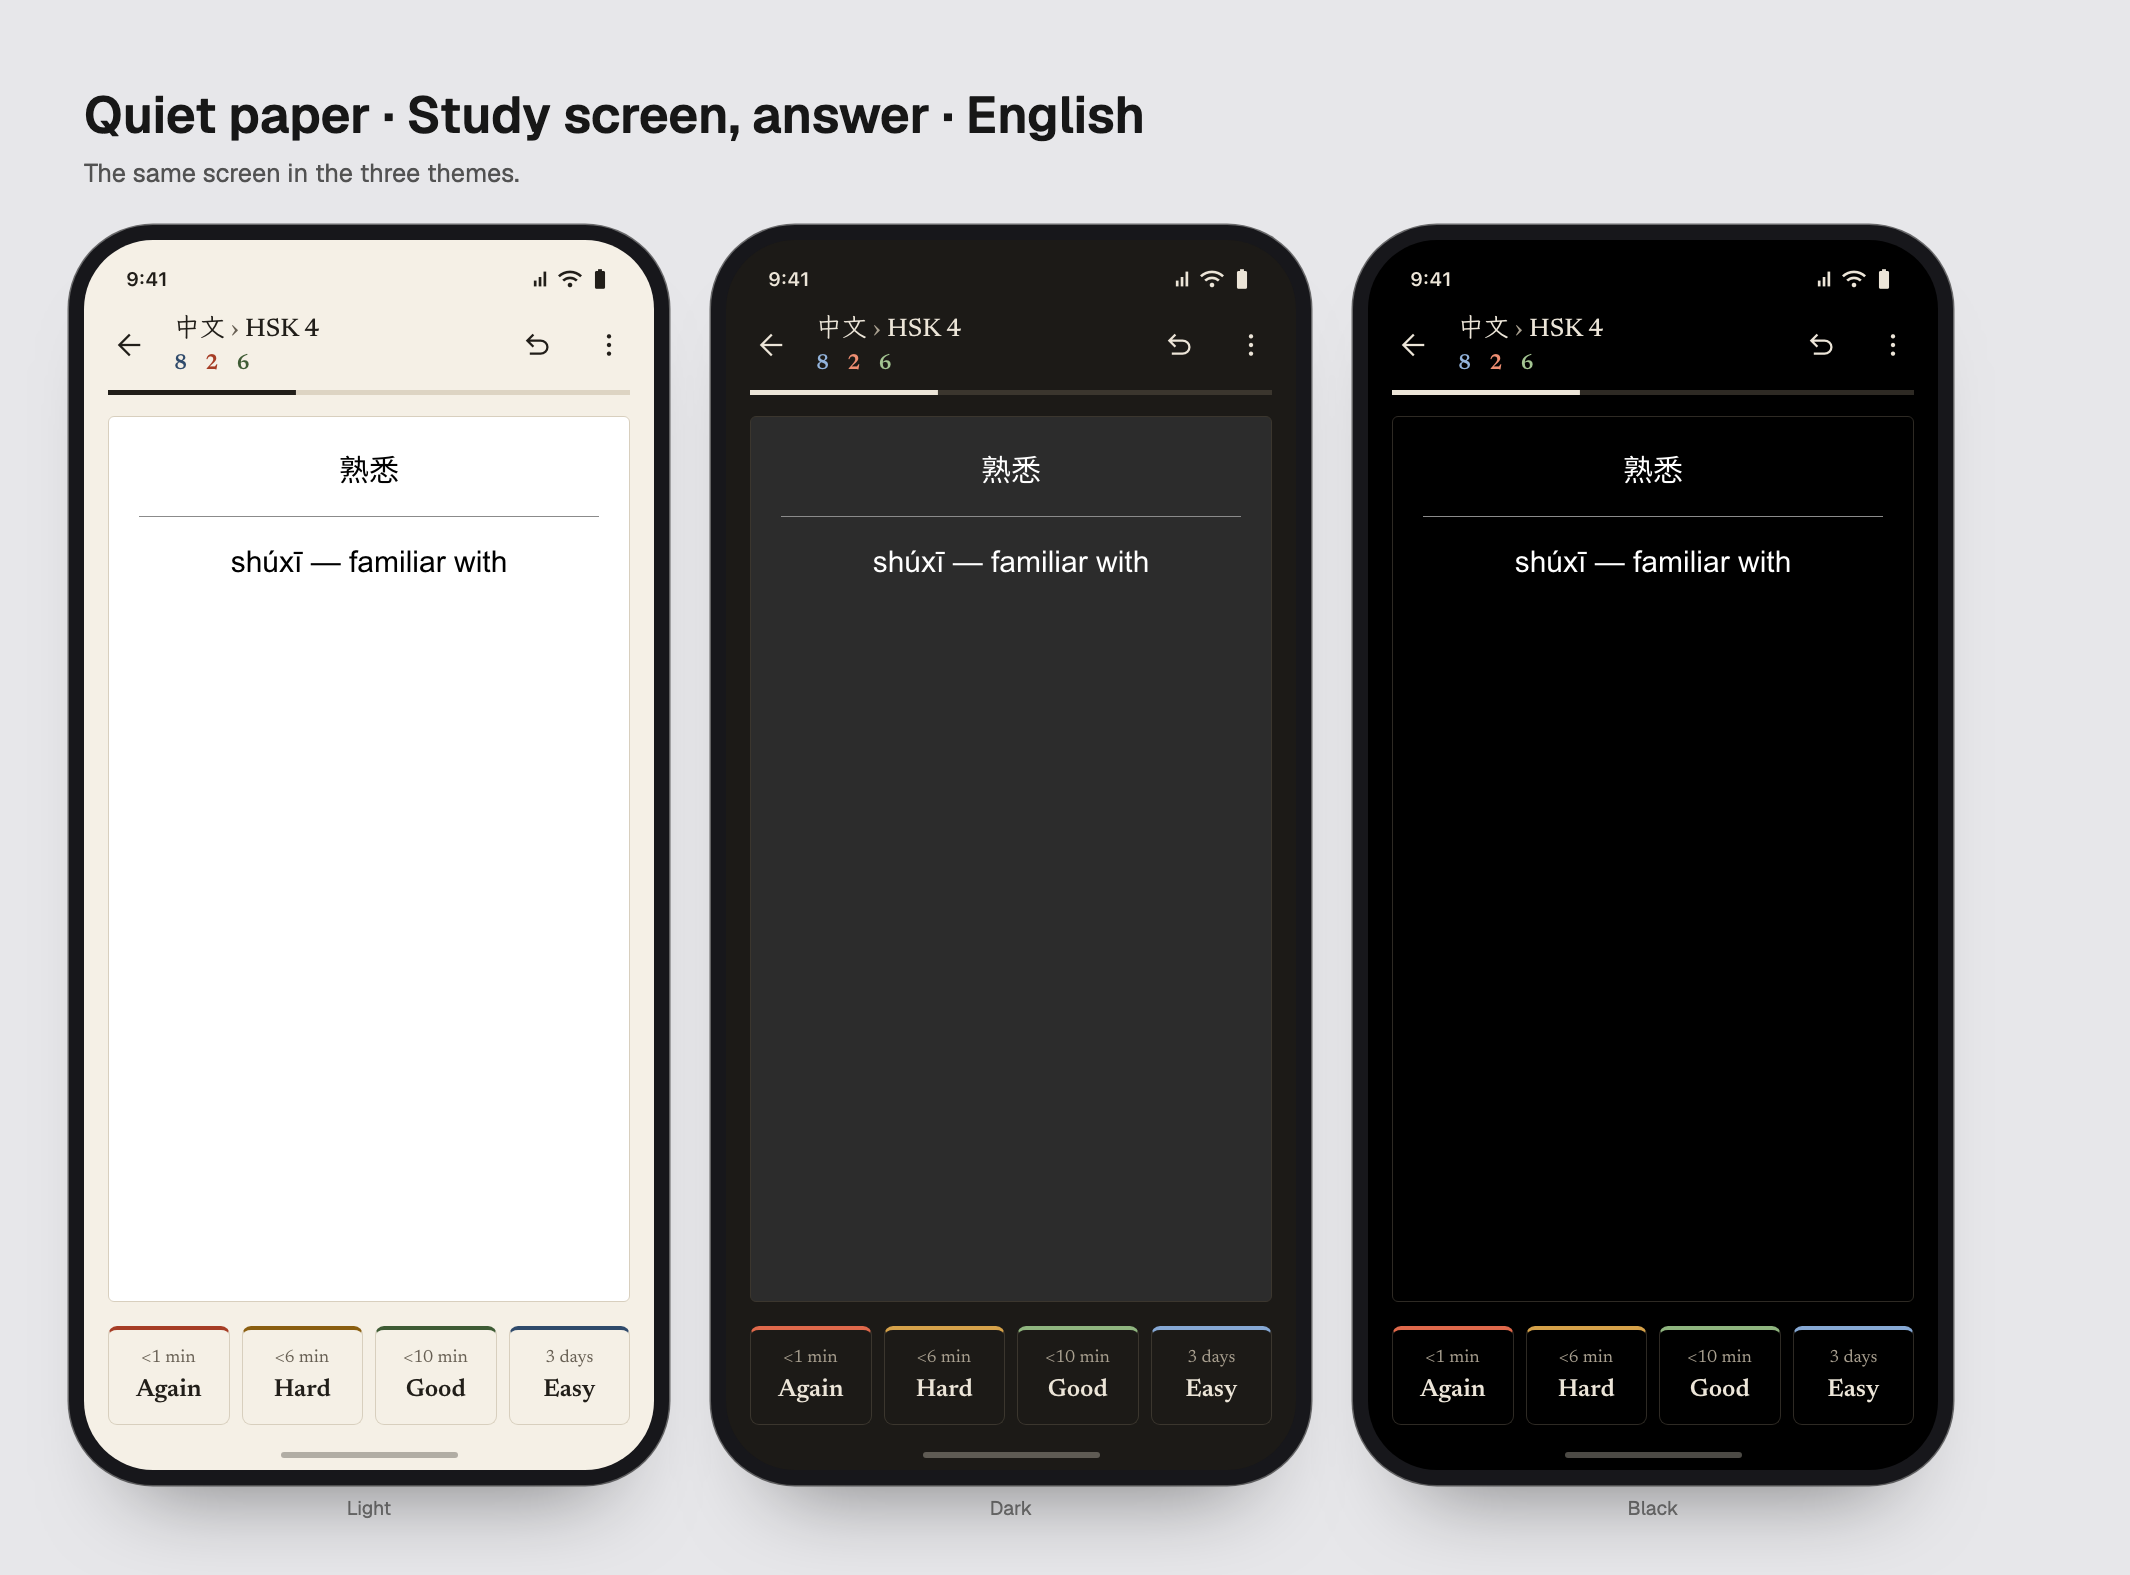 Quiet paper · Study screen, answer · English
The same screen in the three themes.
9:41
中文 › HSK 4
8 2 6
熟悉
shúxī — familiar with
<1 min <6 min <10 min 3 days
Again Hard Good Easy
Light
9:41
中文 › HSK 4
8 2 6
熟悉
shúxī — familiar with
<1 min <6 min <10 min 3 days
Again Hard Good Easy
Dark
9:41
中文 › HSK 4
8 2 6
熟悉
shúxī — familiar with
<1 min <6 min <10 min 3 days
Again Hard Good Easy
Black